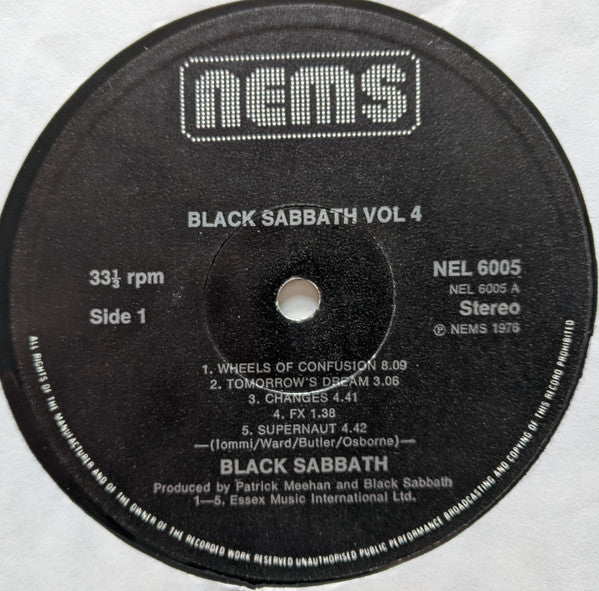 NEMS
BLACK SABBATH VOL 4
33⅓ rpm
Side 1
NEL 6005
NEL 6005 A
Stereo
℗ NEMS 1976
1. WHEELS OF CONFUSION 8.09
2. TOMORROW'S DREAM 3.06
3. CHANGES 4.41
4. FX 1.38
5. SUPERNAUT 4.42
—(Iommi/Ward/Butler/Osborne)—
BLACK SABBATH
Produced by Patrick Meehan and Black Sabbath
1—5. Essex Music International Ltd.
ALL RIGHTS OF THE MANUFACTURER AND OF THE OWNER OF THE RECORDED WORK RESERVED UNAUTHORISED PUBLIC PERFORMANCE BROADCASTING AND COPYING OF THIS RECORD PROHIBITED